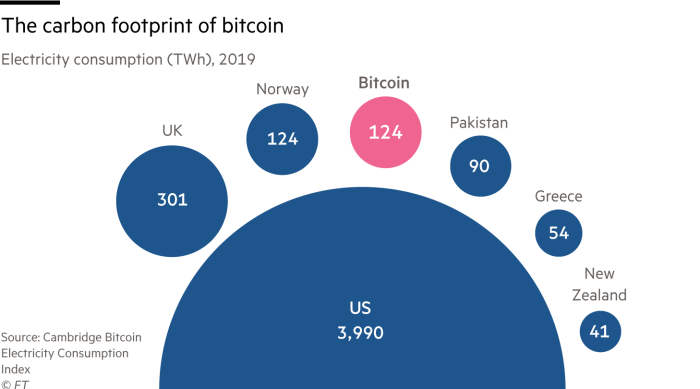 The carbon footprint of bitcoin
Electricity consumption (TWh), 2019
Bitcoin
124
Norway
124
Pakistan
90
UK
301
Greece
54
New
Zealand
41
US
3,990
Source: Cambridge Bitcoin
Electricity Consumption
Index
© FT